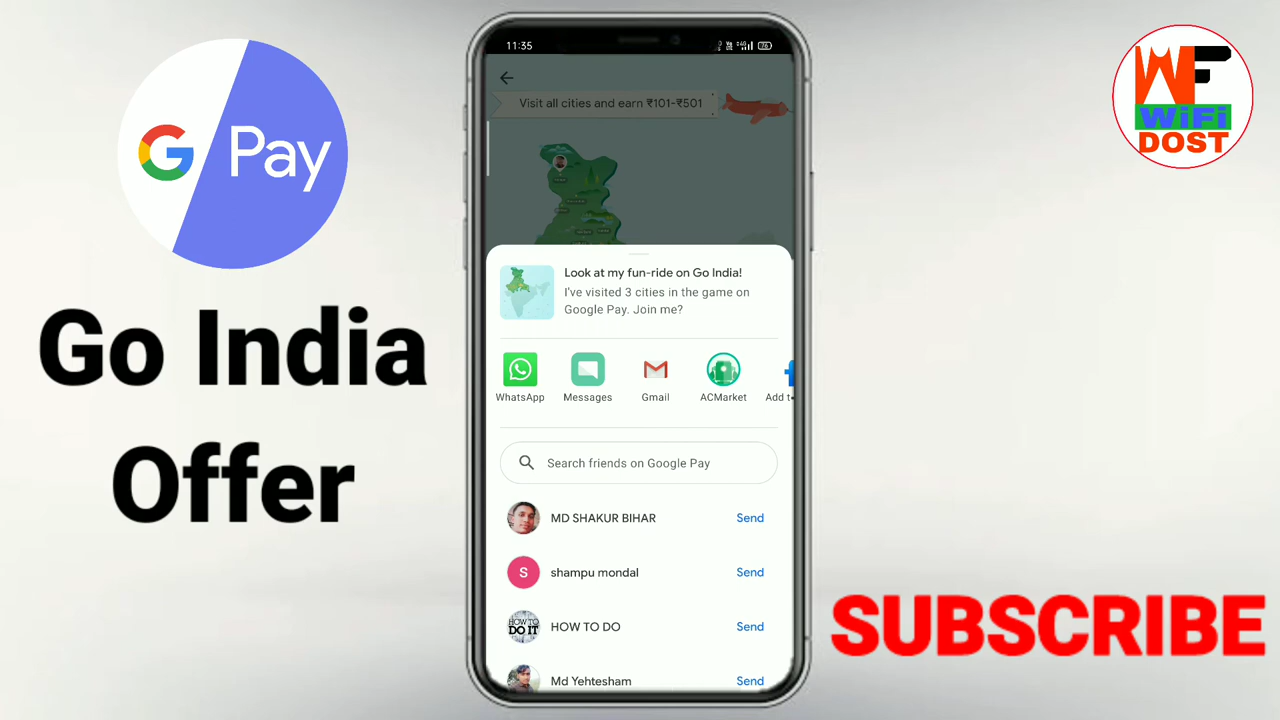 G Pay
Go India
Offer
11:35
Visit all cities and earn ₹101-₹501
Look at my fun-ride on Go India!
I've visited 3 cities in the game on
Google Pay. Join me?
WhatsApp
Messages
Gmail
ACMarket
Add t
Search friends on Google Pay
MD SHAKUR BIHAR
Send
S
shampu mondal
Send
HOW TO
DO IT
HOW TO DO
Send
Md Yehtesham
Send
WF
WiFi
DOST
SUBSCRIBE